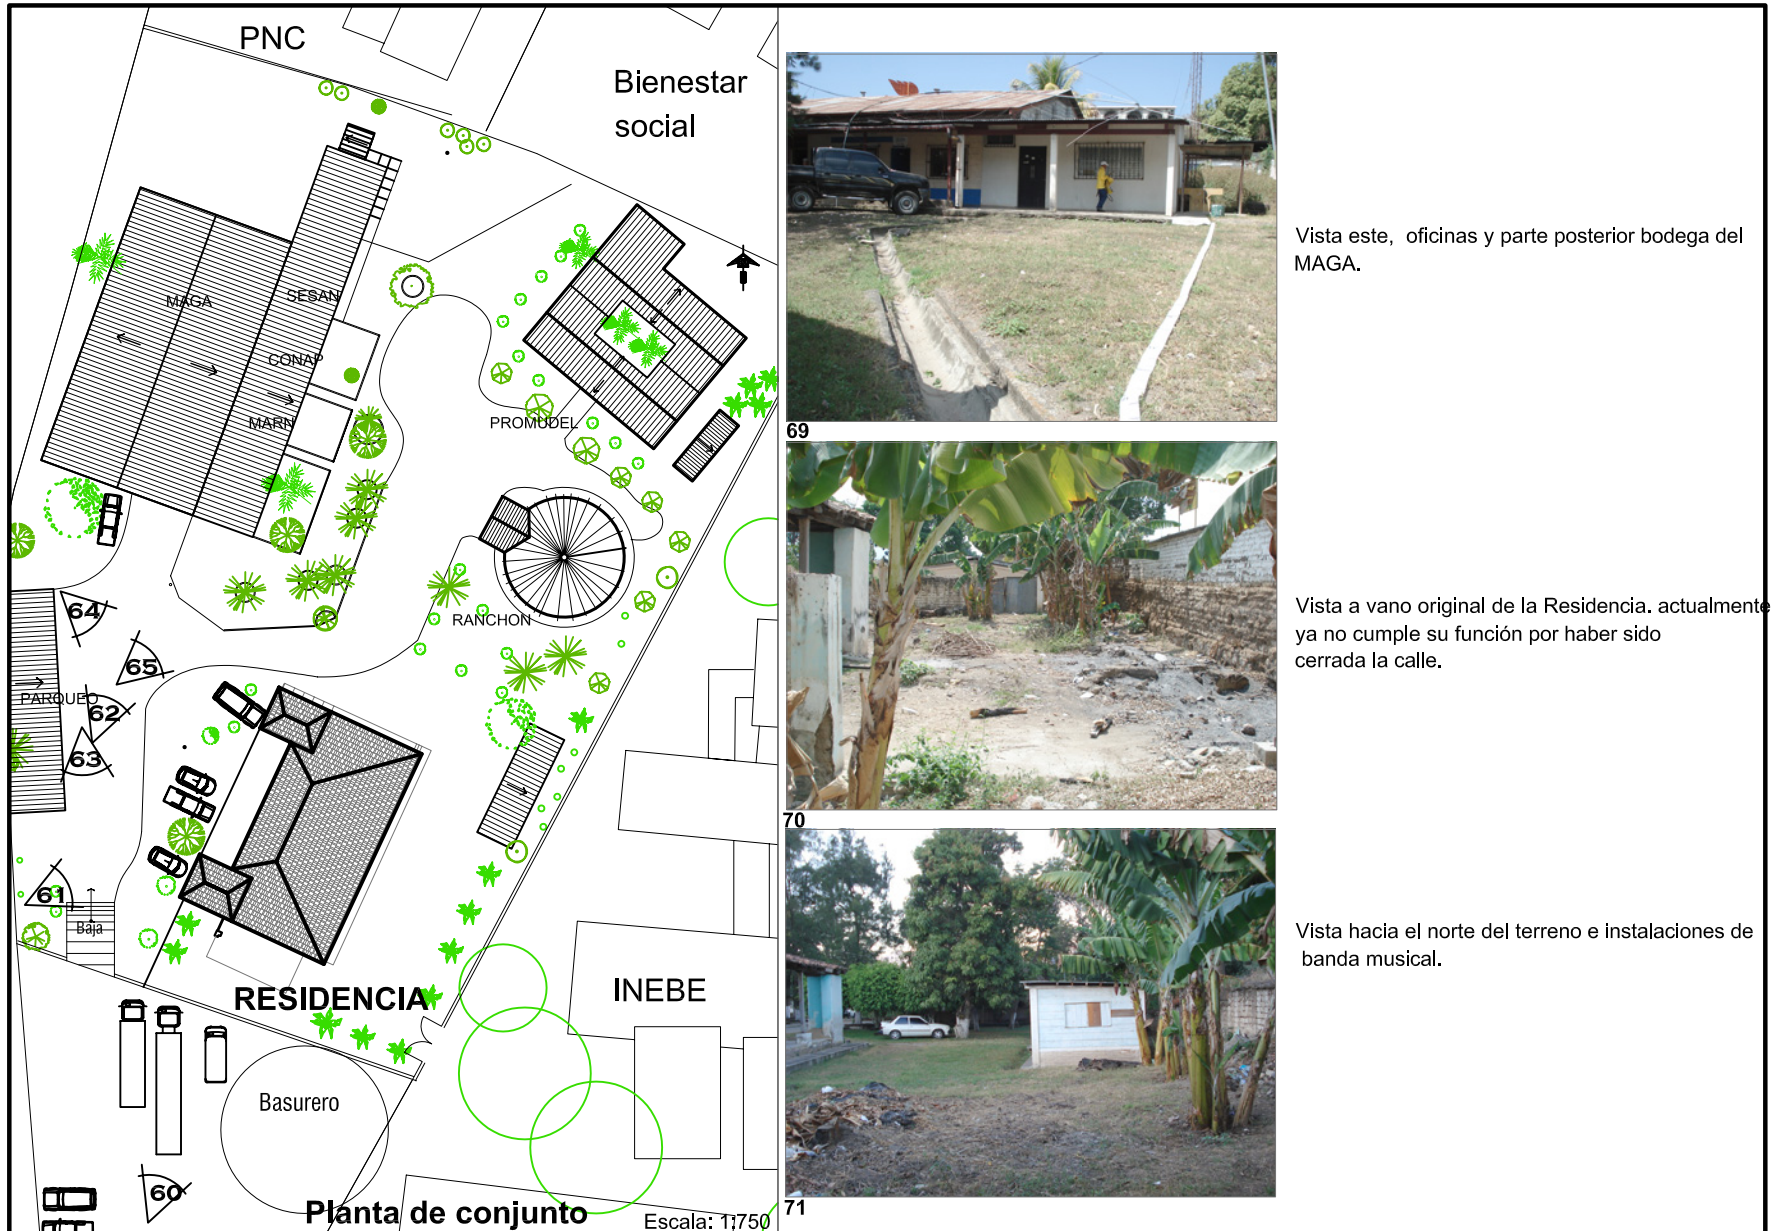 PNC
Bienestar
social
MAGA
SESAN
CONAP
MARN
PROMUDEL
RANCHON
64
65
PARQUEO
62
63
61
Baja
RESIDENCIA
INEBE
Basurero
60
Planta de conjunto
Escala: 1:750
69
Vista este, oficinas y parte posterior bodega del
MAGA.
70
Vista a vano original de la Residencia. actualmente
ya no cumple su función por haber sido
cerrada la calle.
71
Vista hacia el norte del terreno e instalaciones de
banda musical.